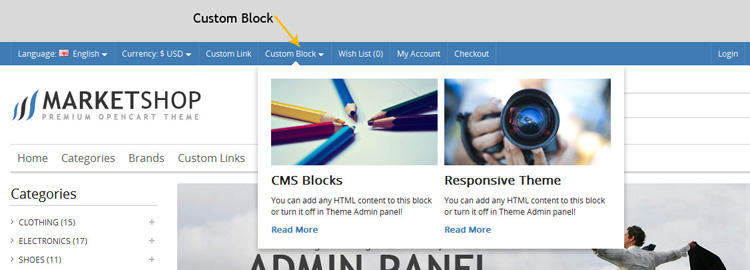 Custom Block
Language: English Currency: $ USD Custom Link Custom Block Wish List (0) My Account Checkout Login
MARKETSHOP
PREMIUM OPENCART THEME
Home Categories Brands Custom Links
Categories
CLOTHING (15) +
ELECTRONICS (17) +
SHOES (11) +
CMS Blocks
You can add any HTML content to this block
or turn it off in Theme Admin panel!
Read More
Responsive Theme
You can add any HTML content to this block
or turn it off in Theme Admin panel!
Read More
ADMIN PANEL